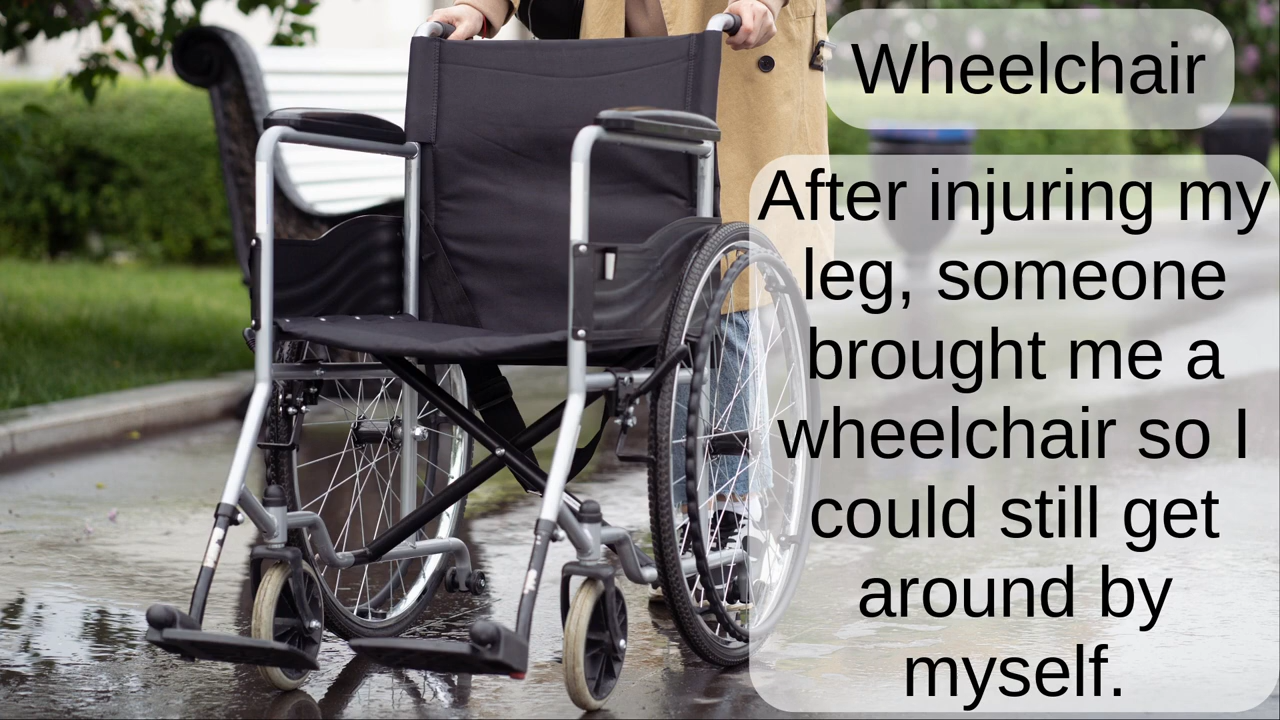 Wheelchair
After injuring my
leg, someone
brought me a
wheelchair so I
could still get
around by
myself.